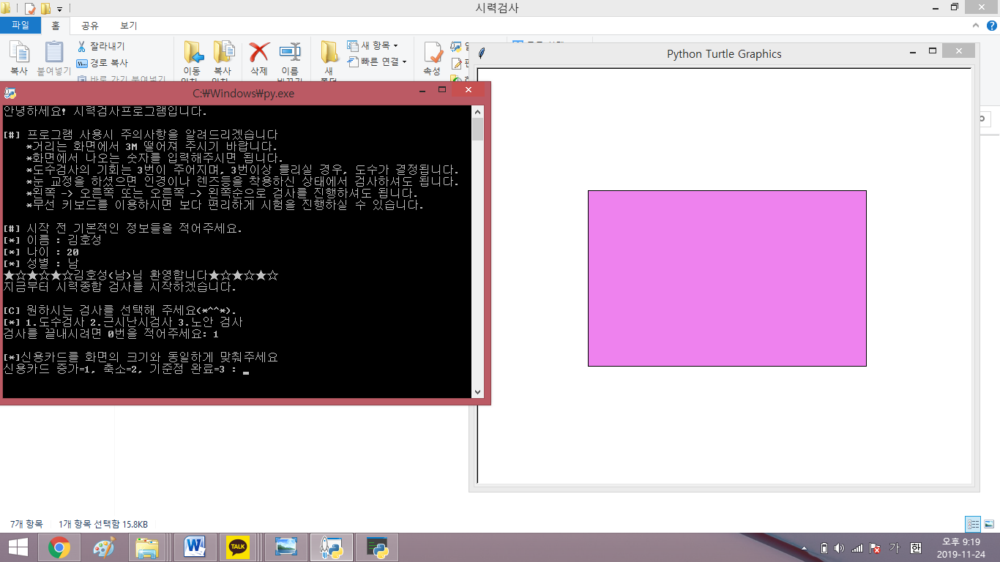 시력검사
파일 홈 공유 보기
복사 붙여넣기
잘라내기
경로 복사
바로 가기 붙여넣기
이동
복사
삭제 이름
새
새 항목
빠른 연결
속성
Python Turtle Graphics
C:\Windows\py.exe
안녕하세요! 시력검사프로그램입니다.
[#] 프로그램 사용시 주의사항을 알려드리겠습니다
*거리는 화면에서 3M 떨어져 주시기 바랍니다.
*화면에서 나오는 숫자를 입력해주시면 됩니다.
*도수검사의 기회는 3번이 주어지며, 3번이상 틀리실 경우, 도수가 결정됩니다.
*눈 교정을 하셨으면 인경이나 렌즈등을 착용하신 상태에서 검사하셔도 됩니다.
*왼쪽 -> 오른쪽 또는 오른쪽 -> 왼쪽순으로 검사를 진행하셔도 됩니다.
*무선 키보드를 이용하시면 보다 편리하게 시험을 진행하실 수 있습니다.
[#] 시작 전 기본적인 정보들을 적어주세요.
[*] 이름 : 김호성
[*] 나이 : 20
[*] 성별 : 남
★☆★☆★☆김호성(남)님 환영합니다★☆★☆★☆
지금부터 시력종합 검사를 시작하겠습니다.
[C] 원하시는 검사를 선택해 주세요(*^^*).
[*] 1.도수검사 2.근시난시검사 3.노안 검사
검사를 끝내시려면 0번을 적어주세요: 1
[*]신용카드를 화면의 크기와 동일하게 맞춰주세요
신용카드 증가=1, 축소=2, 기준점 완료=3 :
7개 항목 1개 항목 선택함 15.8KB
TALK
가 한
오후 9:19
2019-11-24